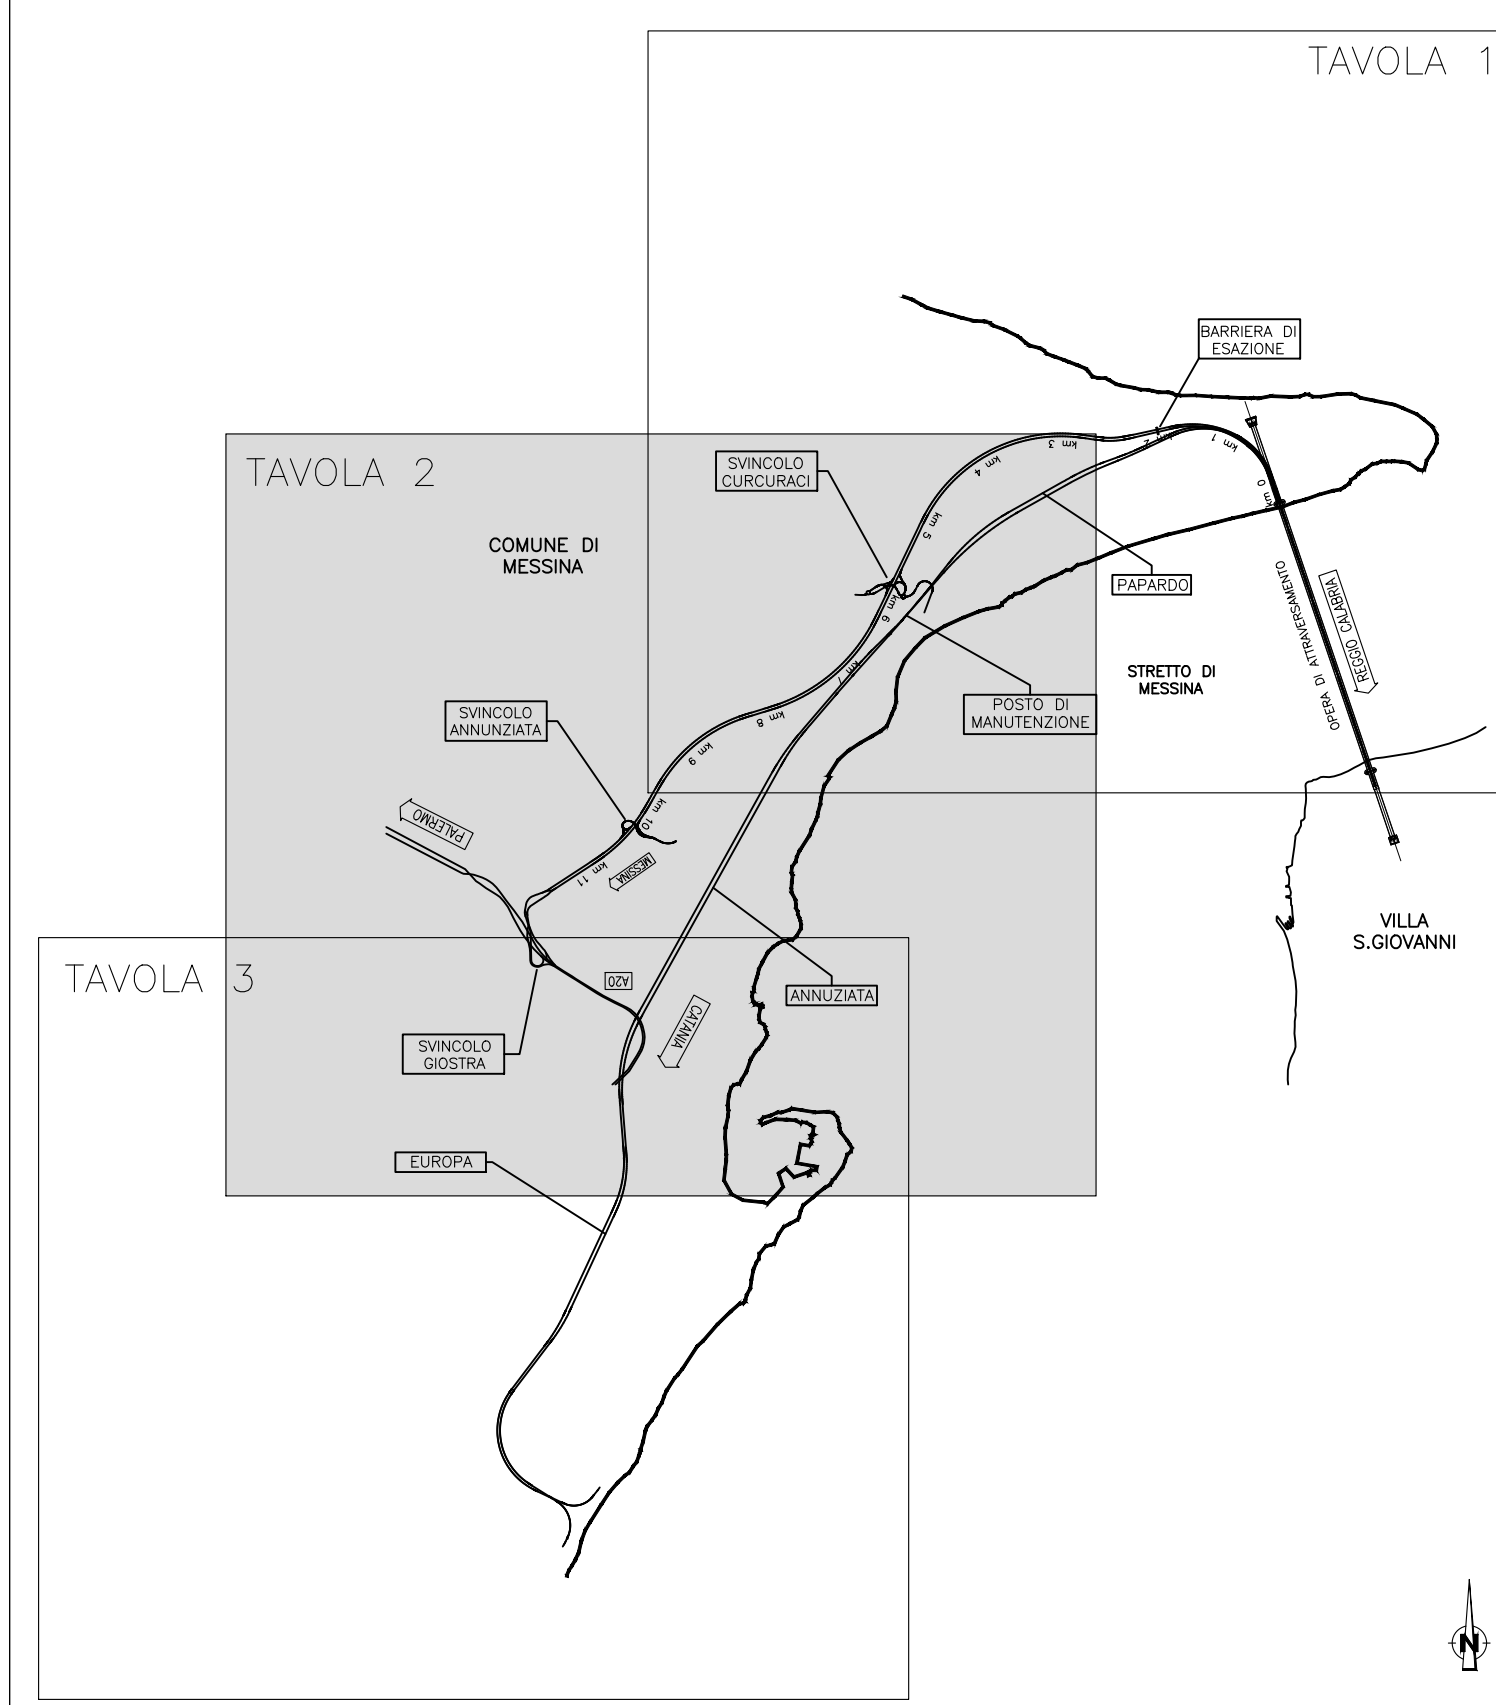 TAVOLA 1
BARRIERA DI
ESAZIONE
TAVOLA 2
SVINCOLO
CURCURACI
km 0
km 1
km 2
km 3
km 4
km 5
km 6
km 7
km 8
km 9
km 10
km 11
COMUNE DI
MESSINA
PAPARDO
OPERA DI ATTRAVERSAMENTO
REGGIO CALABRIA
STRETTO DI
MESSINA
POSTO DI
MANUTENZIONE
SVINCOLO
ANNUNZIATA
PALERMO
MESSINA
VILLA
S.GIOVANNI
TAVOLA 3
A20
ANNUZIATA
CATANIA
SVINCOLO
GIOSTRA
EUROPA
N